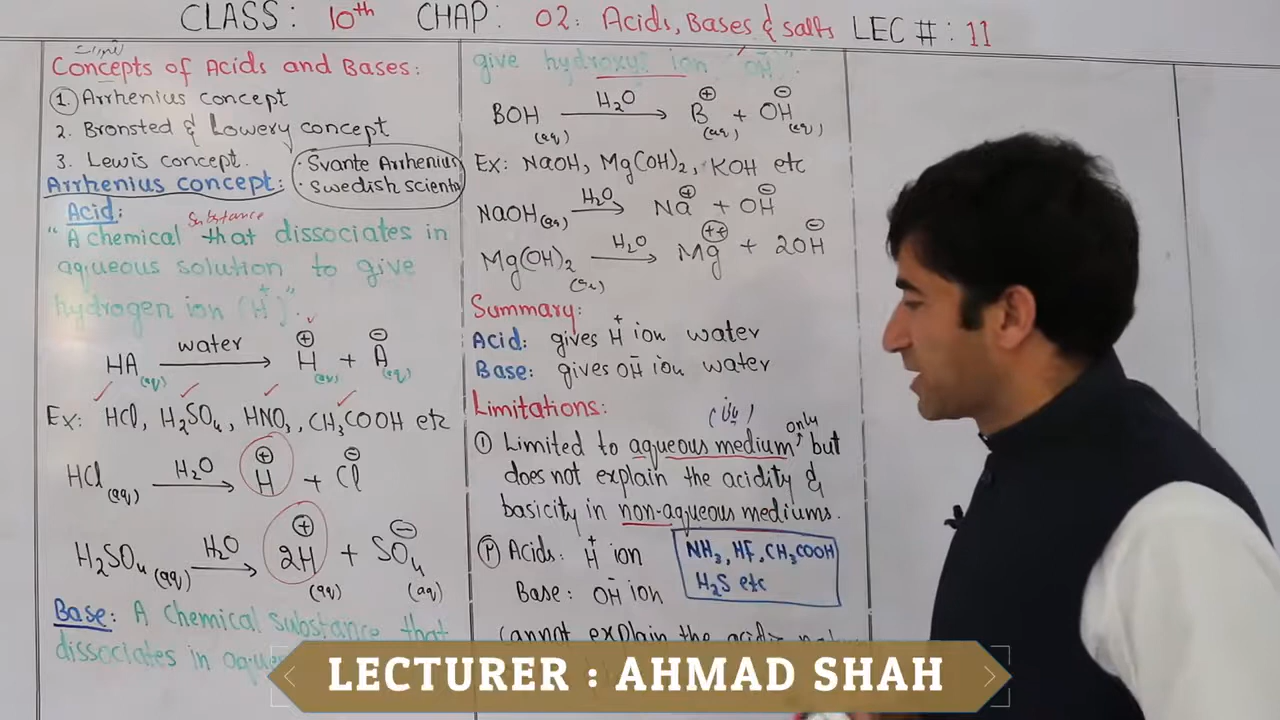 CLASS: 10th CHAP: 02: Acids, Bases & salts LEC #: 11
Concepts of Acids and Bases:
1. Arrhenius concept
2. Bronsted & Lowery concept
3. Lewis concept.
· Svante Arrhenius
· Swedish scient
Arrhenius concept:
Acid:
substance
"A chemical that dissociates in
aqueous solution to give
hydrogen ion (H⁺)".
HA(aq) water → H⊕(aq) + A⊖(aq)
Ex: HCl, H₂SO₄, HNO₃, CH₃COOH etc
HCl(aq) H₂O → H⊕ + Cl⊖
H₂SO₄(aq) H₂O → 2H⊕(aq) + SO₄⊖(aq)
Base: A chemical substance that
dissociates in
give hydroxyl ion "OH⁻".
BOH(aq) H₂O → B⊕(aq) + OH⊖(aq)
Ex: NaOH, Mg(OH)₂, KOH etc
NaOH(aq) H₂O → Na⊕ + OH⊖
Mg(OH)₂(aq) H₂O → Mg⁺⁺ + 2OH⊖
Summary:
Acid: gives H⁺ ion water
Base: gives OH⁻ ion water
Limitations:
① Limited to aqueous medium only but
does not explain the acidity &
basicity in non-aqueous mediums.
Acids: H⁺ ion
Base: OH⁻ ion
NH₃, HF, CH₃COOH
H₂S etc
cannot explain the acidic
LECTURER : AHMAD SHAH